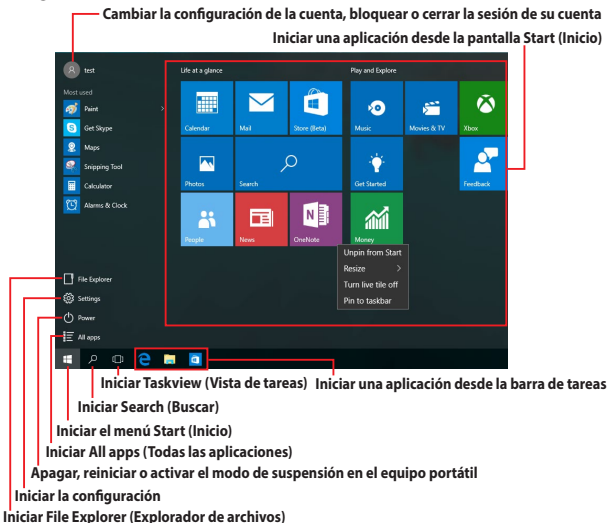 Cambiar la configuración de la cuenta, bloquear o cerrar la sesión de su cuenta
Iniciar una aplicación desde la pantalla Start (Inicio)
test
Life at a glance
Play and Explore
Most used
Paint
Get Skype
Maps
Snipping Tool
Calculator
Alarms & Clock
Calendar
Mail
Store (Beta)
Music
Movies & TV
Xbox
Photos
Search
Get Started
Feedback
People
News
OneNote
Money
Unpin from Start
Resize
Turn live tile off
Pin to taskbar
File Explorer
Settings
Power
All apps
Iniciar Taskview (Vista de tareas)
Iniciar una aplicación desde la barra de tareas
Iniciar Search (Buscar)
Iniciar el menú Start (Inicio)
Iniciar All apps (Todas las aplicaciones)
Apagar, reiniciar o activar el modo de suspensión en el equipo portátil
Iniciar la configuración
Iniciar File Explorer (Explorador de archivos)